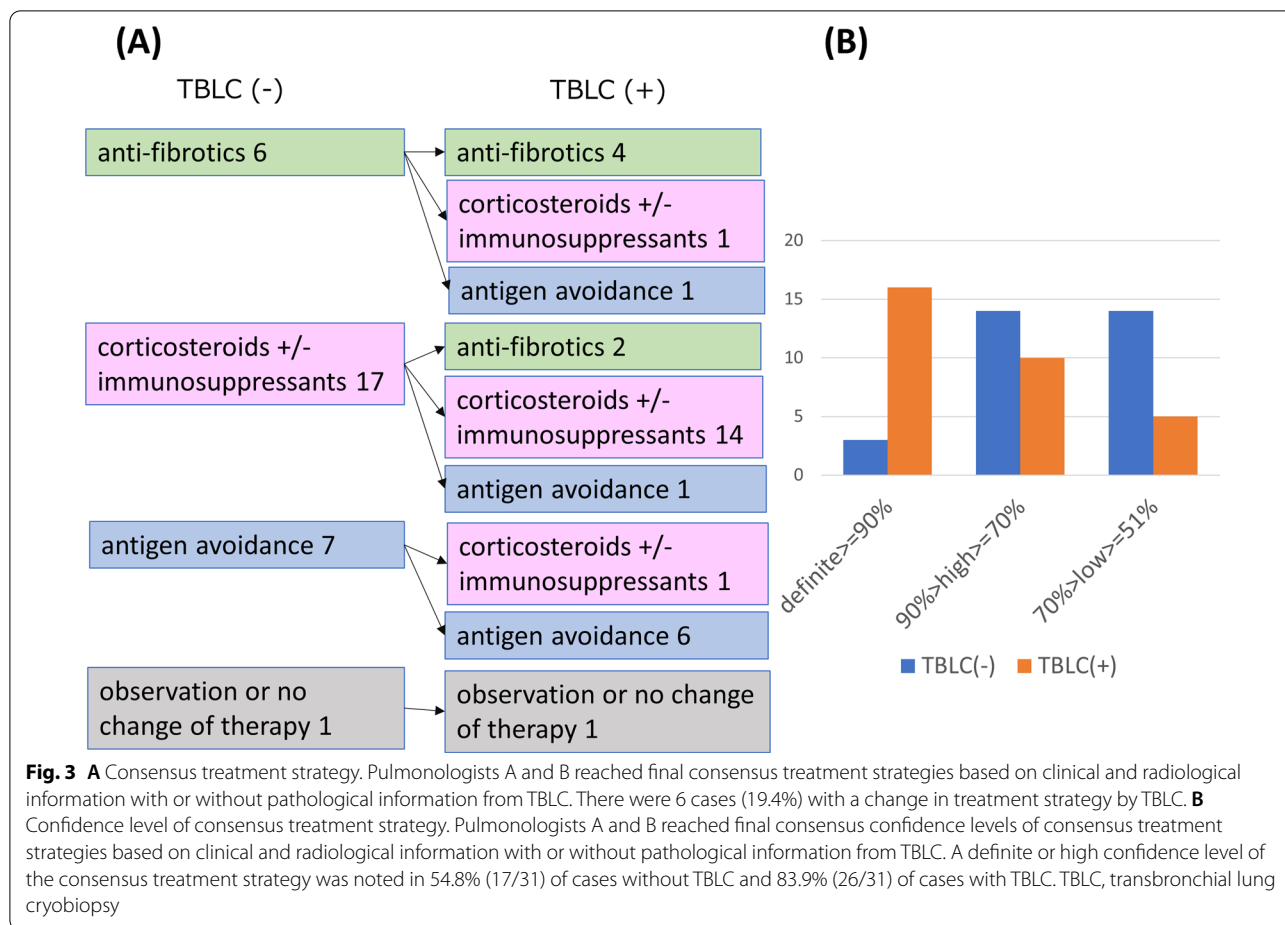 (A)
TBLC (-)
TBLC (+)
anti-fibrotics 6
anti-fibrotics 4
corticosteroids +/-
immunosuppressants 1
antigen avoidance 1
corticosteroids +/-
immunosuppressants 17
anti-fibrotics 2
corticosteroids +/-
immunosuppressants 14
antigen avoidance 1
antigen avoidance 7
corticosteroids +/-
immunosuppressants 1
antigen avoidance 6
observation or no
change of therapy 1
observation or no change
of therapy 1
(B)
20
15
10
5
0
definite>=90%
90%>high>=70%
70%>low>=51%
TBLC(-)
TBLC(+)
Fig. 3 A Consensus treatment strategy. Pulmonologists A and B reached final consensus treatment strategies based on clinical and radiological
information with or without pathological information from TBLC. There were 6 cases (19.4%) with a change in treatment strategy by TBLC. B
Confidence level of consensus treatment strategy. Pulmonologists A and B reached final consensus confidence levels of consensus treatment
strategies based on clinical and radiological information with or without pathological information from TBLC. A definite or high confidence level of
the consensus treatment strategy was noted in 54.8% (17/31) of cases without TBLC and 83.9% (26/31) of cases with TBLC. TBLC, transbronchial lung
cryobiopsy